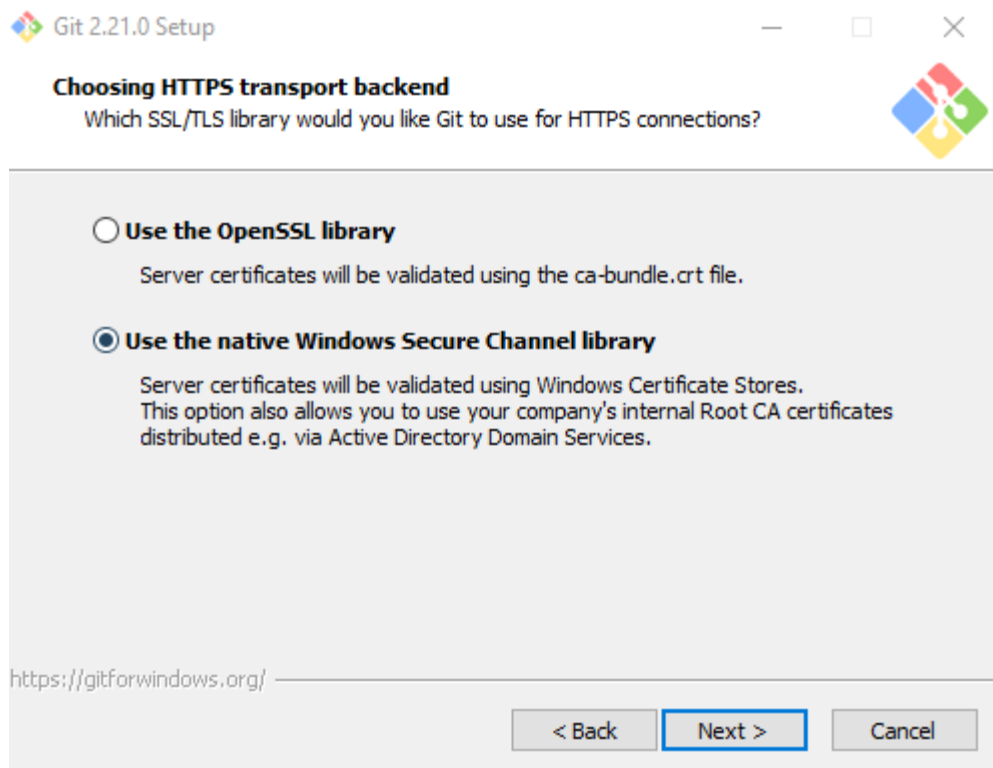 Git 2.21.0 Setup
Choosing HTTPS transport backend
Which SSL/TLS library would you like Git to use for HTTPS connections?
Use the OpenSSL library
Server certificates will be validated using the ca-bundle.crt file.
Use the native Windows Secure Channel library
Server certificates will be validated using Windows Certificate Stores.
This option also allows you to use your company's internal Root CA certificates
distributed e.g. via Active Directory Domain Services.
https://gitforwindows.org/
< Back Next > Cancel